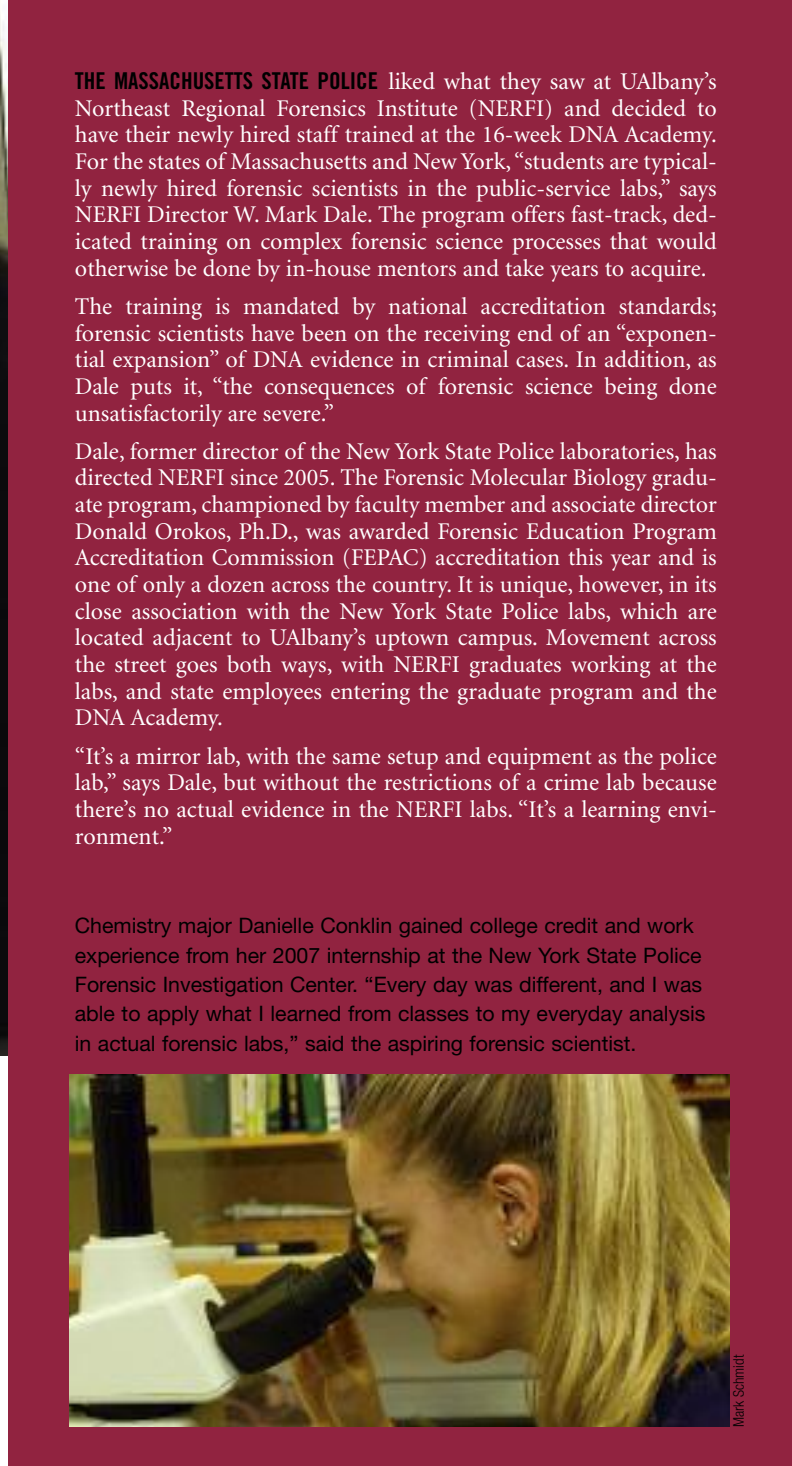 THE MASSACHUSETTS STATE POLICE liked what they saw at UAlbany’s
Northeast Regional Forensics Institute (NERFI) and decided to
have their newly hired staff trained at the 16-week DNA Academy.
For the states of Massachusetts and New York, “students are typical-
ly newly hired forensic scientists in the public-service labs,” says
NERFI Director W. Mark Dale. The program offers fast-track, ded-
icated training on complex forensic science processes that would
otherwise be done by in-house mentors and take years to acquire.
The training is mandated by national accreditation standards;
forensic scientists have been on the receiving end of an “exponen-
tial expansion” of DNA evidence in criminal cases. In addition, as
Dale puts it, “the consequences of forensic science being done
unsatisfactorily are severe.”
Dale, former director of the New York State Police laboratories, has
directed NERFI since 2005. The Forensic Molecular Biology gradu-
ate program, championed by faculty member and associate director
Donald Orokos, Ph.D., was awarded Forensic Education Program
Accreditation Commission (FEPAC) accreditation this year and is
one of only a dozen across the country. It is unique, however, in its
close association with the New York State Police labs, which are
located adjacent to UAlbany’s uptown campus. Movement across
the street goes both ways, with NERFI graduates working at the
labs, and state employees entering the graduate program and the
DNA Academy.
“It’s a mirror lab, with the same setup and equipment as the police
lab,” says Dale, but without the restrictions of a crime lab because
there’s no actual evidence in the NERFI labs. “It’s a learning envi-
ronment.”
Chemistry major Danielle Conklin gained college credit and work
experience from her 2007 internship at the New York State Police
Forensic Investigation Center. “Every day was different, and I was
able to apply what I learned from classes to my everyday analysis
in actual forensic labs,” said the aspiring forensic scientist.
Mark Schmidt